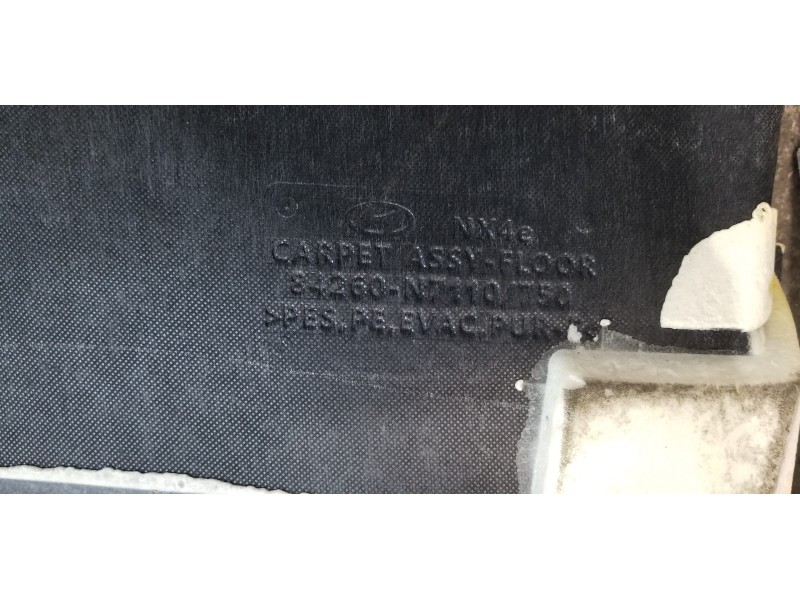 NX4e
CARPET ASSY-FLOOR
84260-N7110/750
>PES,PE,EVAC,PUR